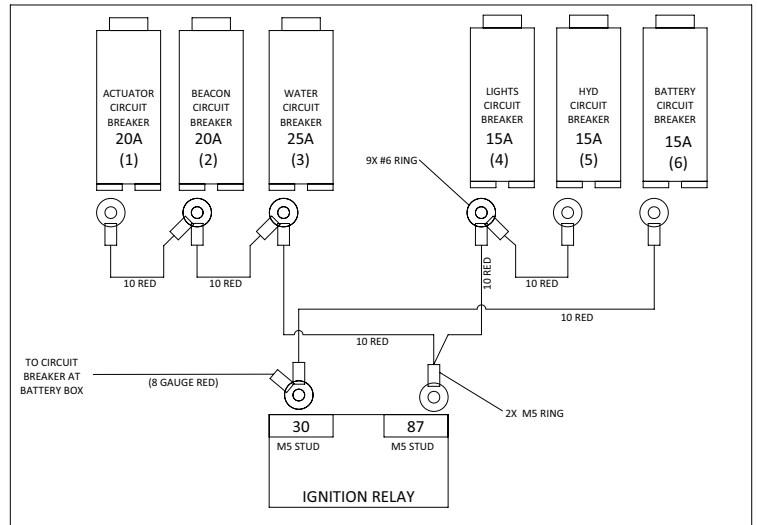 ACTUATOR
CIRCUIT
BREAKER
20A
(1)
BEACON
CIRCUIT
BREAKER
20A
(2)
WATER
CIRCUIT
BREAKER
25A
(3)
LIGHTS
CIRCUIT
BREAKER
15A
(4)
HYD
CIRCUIT
BREAKER
15A
(5)
BATTERY
CIRCUIT
BREAKER
15A
(6)
9X #6 RING
10 RED
10 RED
10 RED
10 RED
10 RED
10 RED
TO CIRCUIT
BREAKER AT
BATTERY BOX
(8 GAUGE RED)
2X M5 RING
30
87
M5 STUD
M5 STUD
IGNITION RELAY